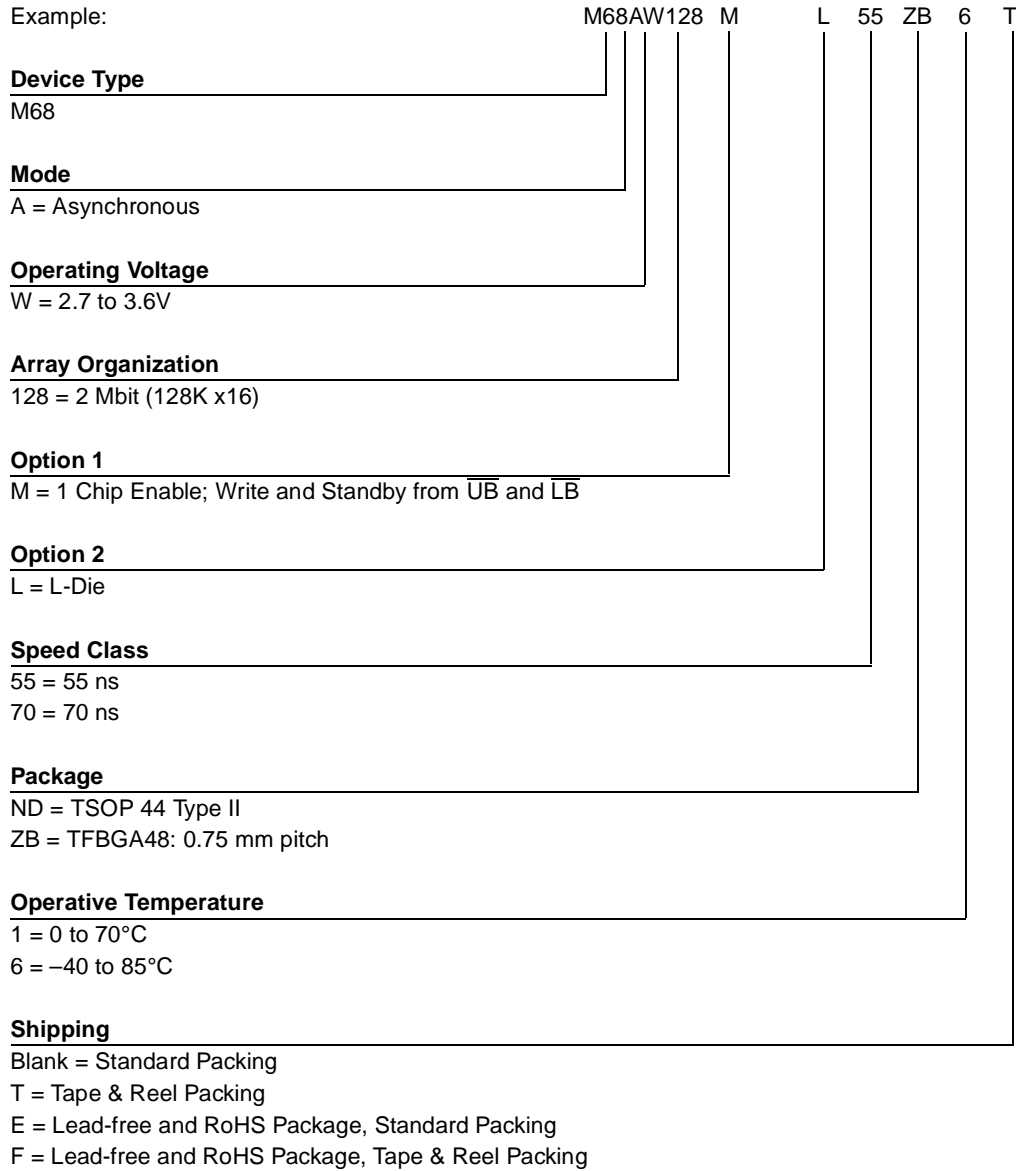 Example: M68AW128 M L 55 ZB 6 T
Device Type
M68
Mode
A = Asynchronous
Operating Voltage
W = 2.7 to 3.6V
Array Organization
128 = 2 Mbit (128K x16)
Option 1
M = 1 Chip Enable; Write and Standby from U̅B̅ and L̅B̅
Option 2
L = L-Die
Speed Class
55 = 55 ns
70 = 70 ns
Package
ND = TSOP 44 Type II
ZB = TFBGA48: 0.75 mm pitch
Operative Temperature
1 = 0 to 70°C
6 = –40 to 85°C
Shipping
Blank = Standard Packing
T = Tape & Reel Packing
E = Lead-free and RoHS Package, Standard Packing
F = Lead-free and RoHS Package, Tape & Reel Packing